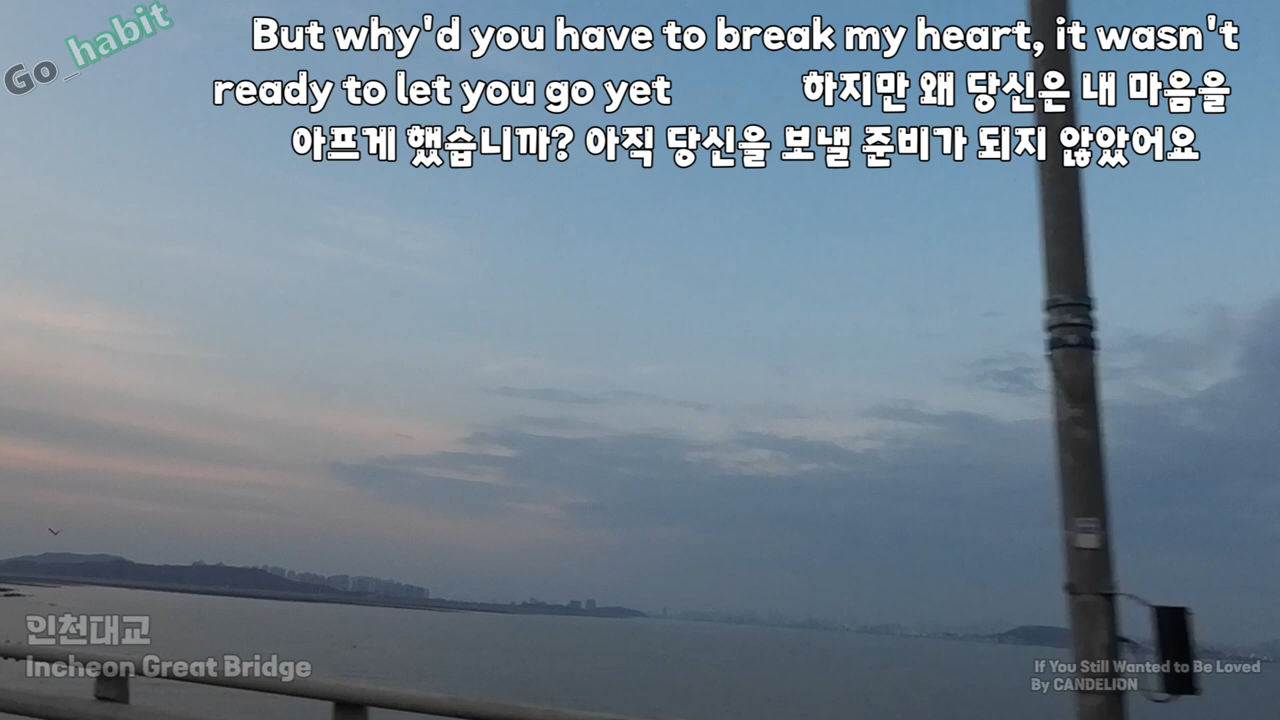 Go_habit
But why'd you have to break my heart, it wasn't
ready to let you go yet 하지만 왜 당신은 내 마음을
아프게 했습니까? 아직 당신을 보낼 준비가 되지 않았어요
인천대교
Incheon Great Bridge
If You Still Wanted to Be Loved
By CANDELION